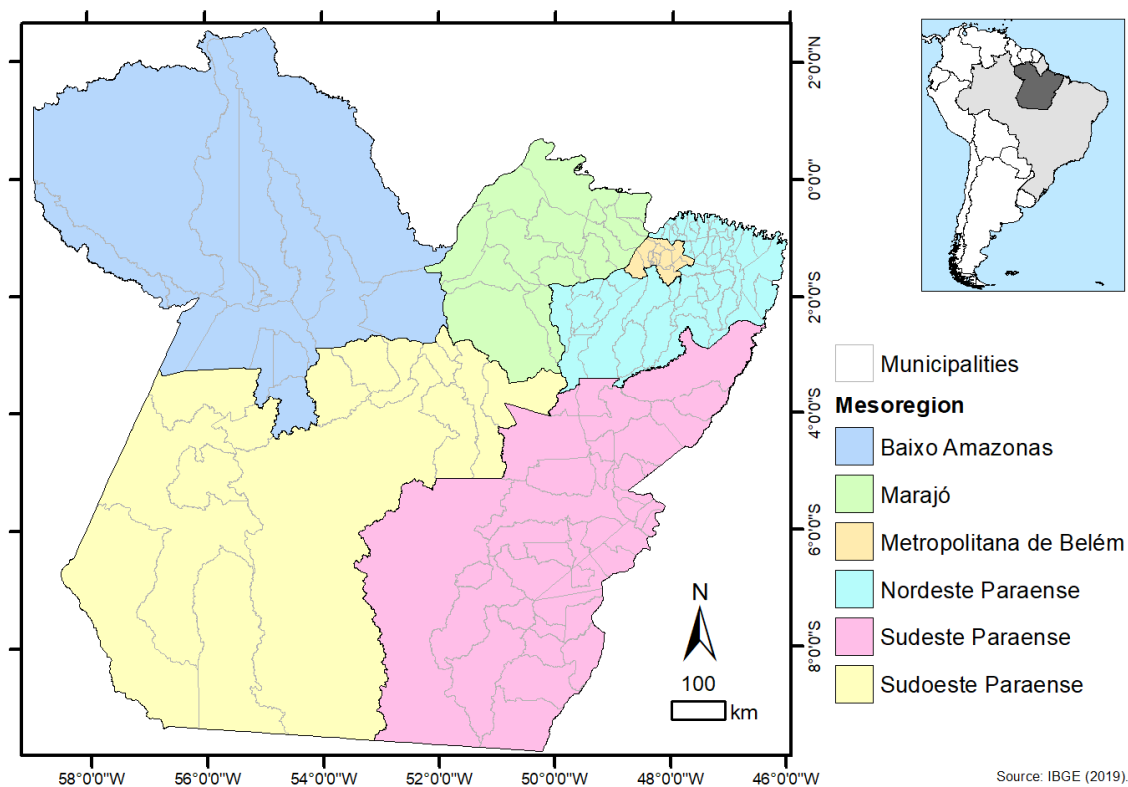 2°0'0"N
0°0'0"
2°0'0"S
4°0'0"S
6°0'0"S
8°0'0"S
58°0'0"W
56°0'0"W
54°0'0"W
52°0'0"W
50°0'0"W
48°0'0"W
46°0'0"W
N
100
km
Municipalities
Mesoregion
Baixo Amazonas
Marajó
Metropolitana de Belém
Nordeste Paraense
Sudeste Paraense
Sudoeste Paraense
Source: IBGE (2019).